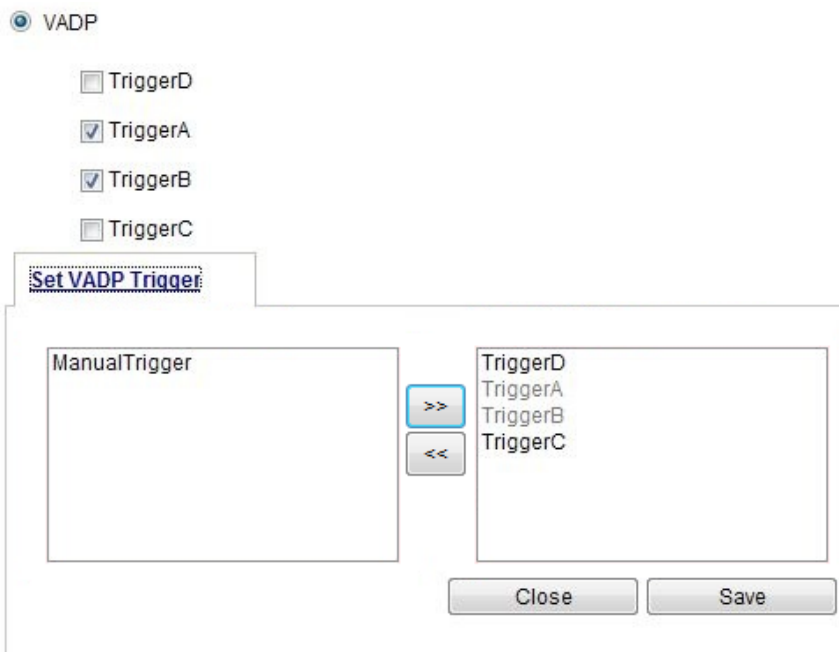 VADP
TriggerD
TriggerA
TriggerB
TriggerC
Set VADP Trigger
ManualTrigger
>>
<<
TriggerD
TriggerA
TriggerB
TriggerC
Close
Save